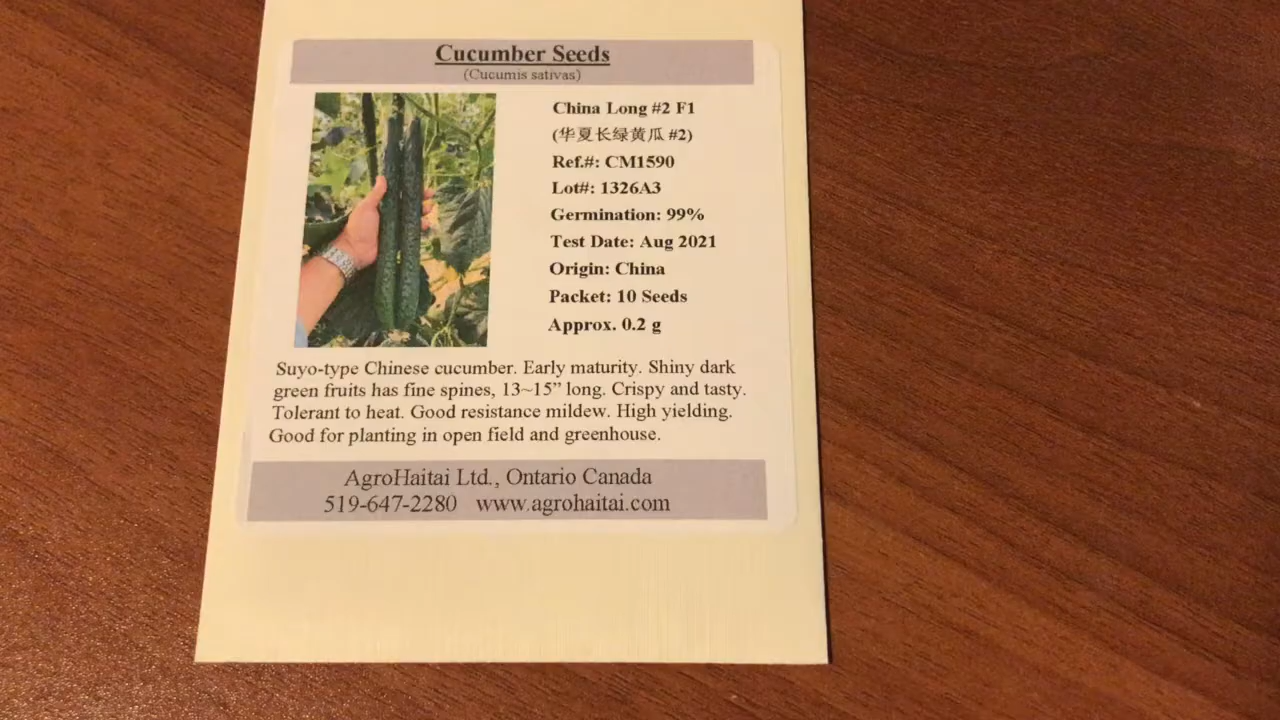 Cucumber Seeds
(Cucumis sativas)
China Long #2 F1
(华夏长绿黄瓜 #2)
Ref.#: CM1590
Lot#: 1326A3
Germination: 99%
Test Date: Aug 2021
Origin: China
Packet: 10 Seeds
Approx. 0.2 g
Suyo-type Chinese cucumber. Early maturity. Shiny dark
green fruits has fine spines, 13~15” long. Crispy and tasty.
Tolerant to heat. Good resistance mildew. High yielding.
Good for planting in open field and greenhouse.
AgroHaitai Ltd., Ontario Canada
519-647-2280 www.agrohaitai.com